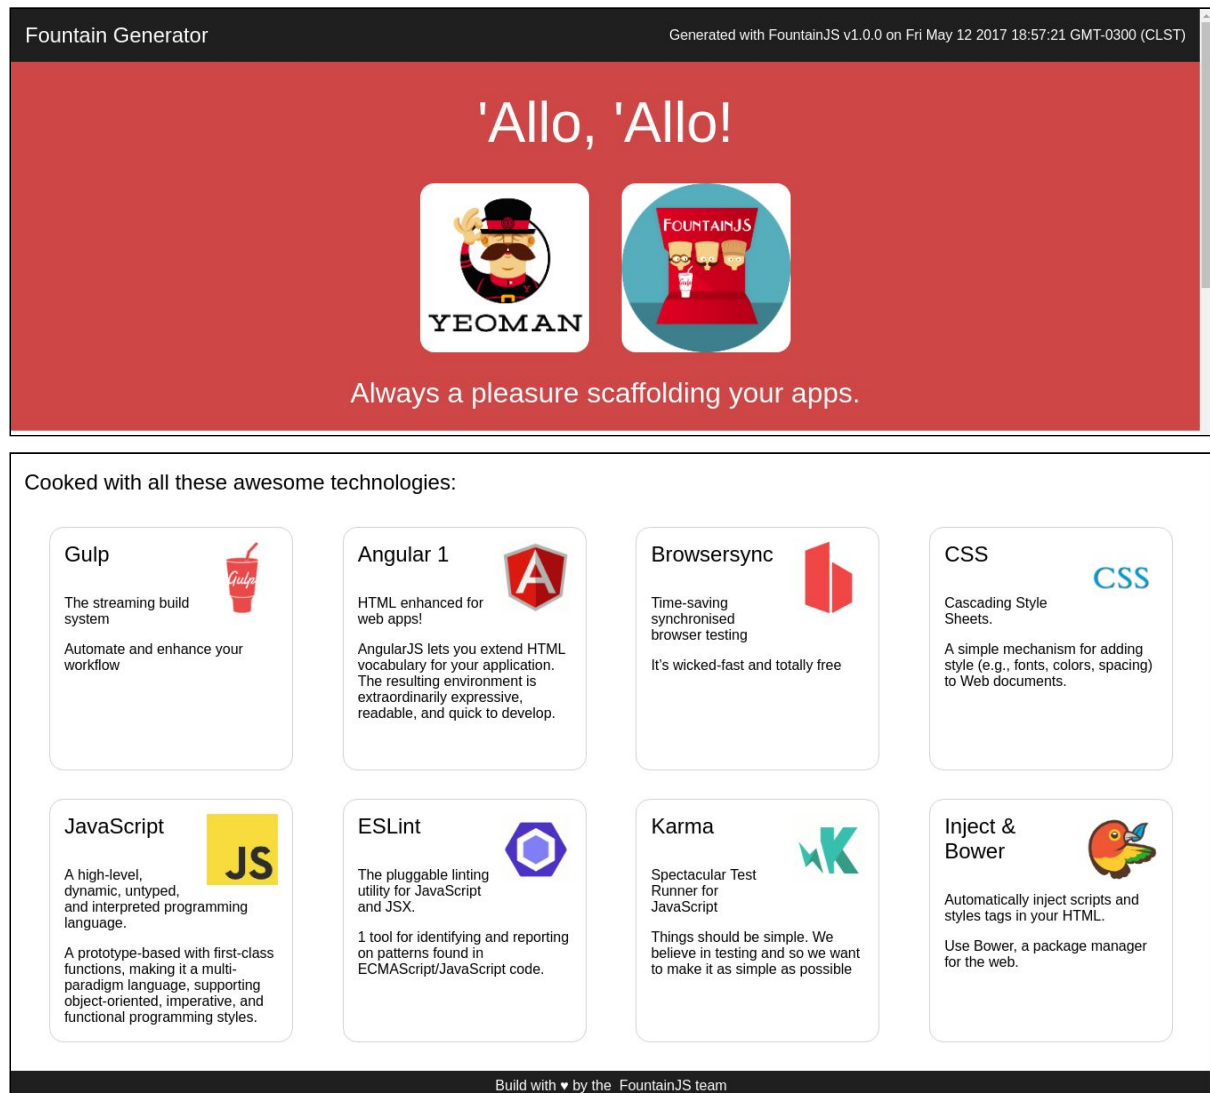 Fountain Generator
Generated with FountainJS v1.0.0 on Fri May 12 2017 18:57:21 GMT-0300 (CLST)
'Allo, 'Allo!
YEOMAN
FOUNTAINJS
Gulp
Always a pleasure scaffolding your apps.
Cooked with all these awesome technologies:
Gulp
Gulp
The streaming build
system
Automate and enhance your
workflow
Angular 1
A
HTML enhanced for
web apps!
AngularJS lets you extend HTML
vocabulary for your application.
The resulting environment is
extraordinarily expressive,
readable, and quick to develop.
Browsersync
Time-saving
synchronised
browser testing
It’s wicked-fast and totally free
CSS
CSS
Cascading Style
Sheets.
A simple mechanism for adding
style (e.g., fonts, colors, spacing)
to Web documents.
JavaScript
JS
A high-level,
dynamic, untyped,
and interpreted programming
language.
A prototype-based with first-class
functions, making it a multi-
paradigm language, supporting
object-oriented, imperative, and
functional programming styles.
ESLint
The pluggable linting
utility for JavaScript
and JSX.
1 tool for identifying and reporting
on patterns found in
ECMAScript/JavaScript code.
Karma
K
Spectacular Test
Runner for
JavaScript
Things should be simple. We
believe in testing and so we want
to make it as simple as possible
Inject &
Bower
Automatically inject scripts and
styles tags in your HTML.
Use Bower, a package manager
for the web.
Build with ♥ by the FountainJS team